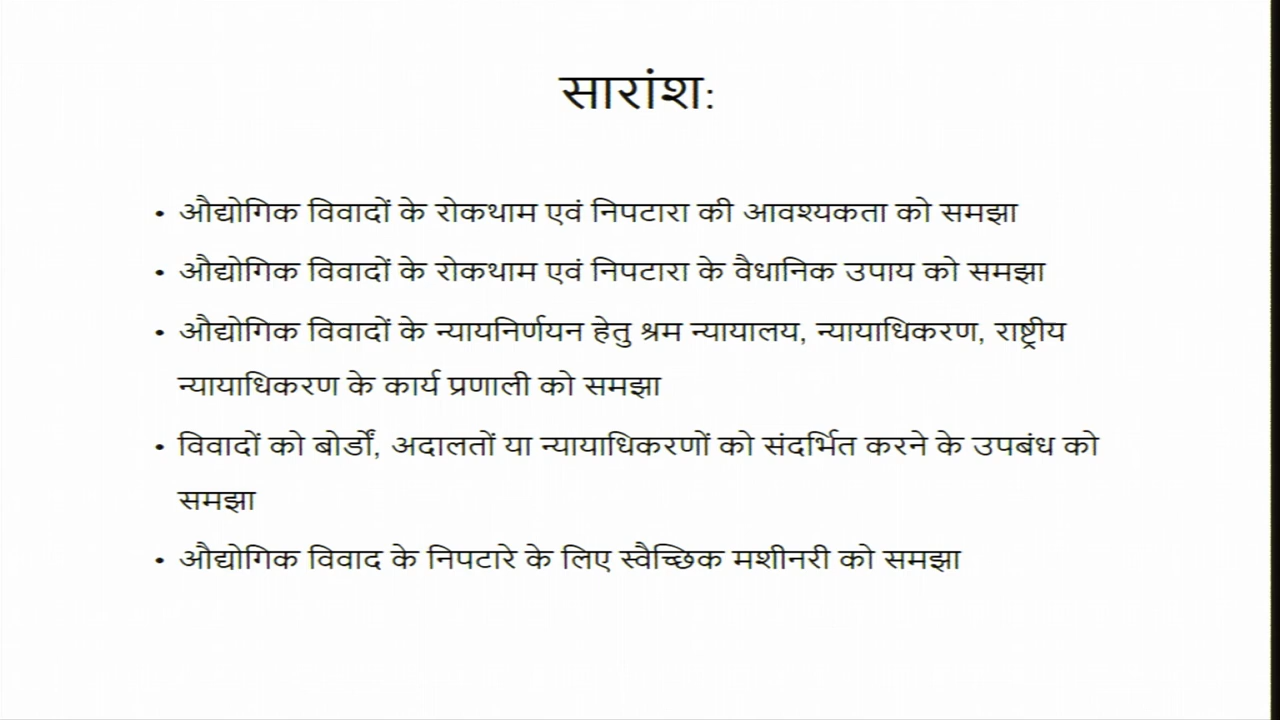 सारांश:
• औद्योगिक विवादों के रोकथाम एवं निपटारा की आवश्यकता को समझा
• औद्योगिक विवादों के रोकथाम एवं निपटारा के वैधानिक उपाय को समझा
• औद्योगिक विवादों के न्यायनिर्णयन हेतु श्रम न्यायालय, न्यायाधिकरण, राष्ट्रीय
न्यायाधिकरण के कार्य प्रणाली को समझा
• विवादों को बोर्डों, अदालतों या न्यायाधिकरणों को संदर्भित करने के उपबंध को
समझा
• औद्योगिक विवाद के निपटारे के लिए स्वैच्छिक मशीनरी को समझा